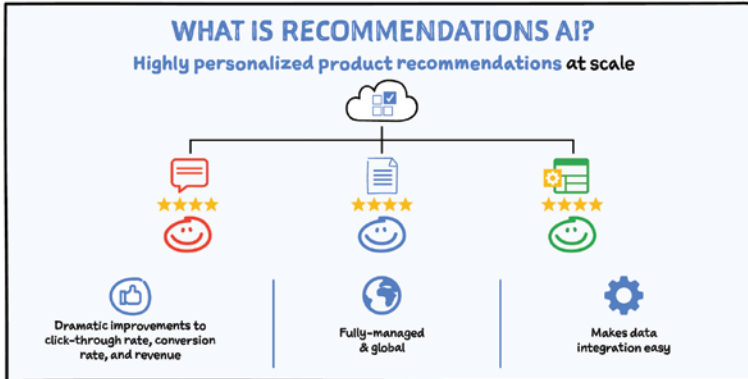 WHAT IS RECOMMENDATIONS AI?
Highly personalized product recommendations at scale
Dramatic improvements to
click-through rate, conversion
rate, and revenue
Fully-managed
& global
Makes data
integration easy